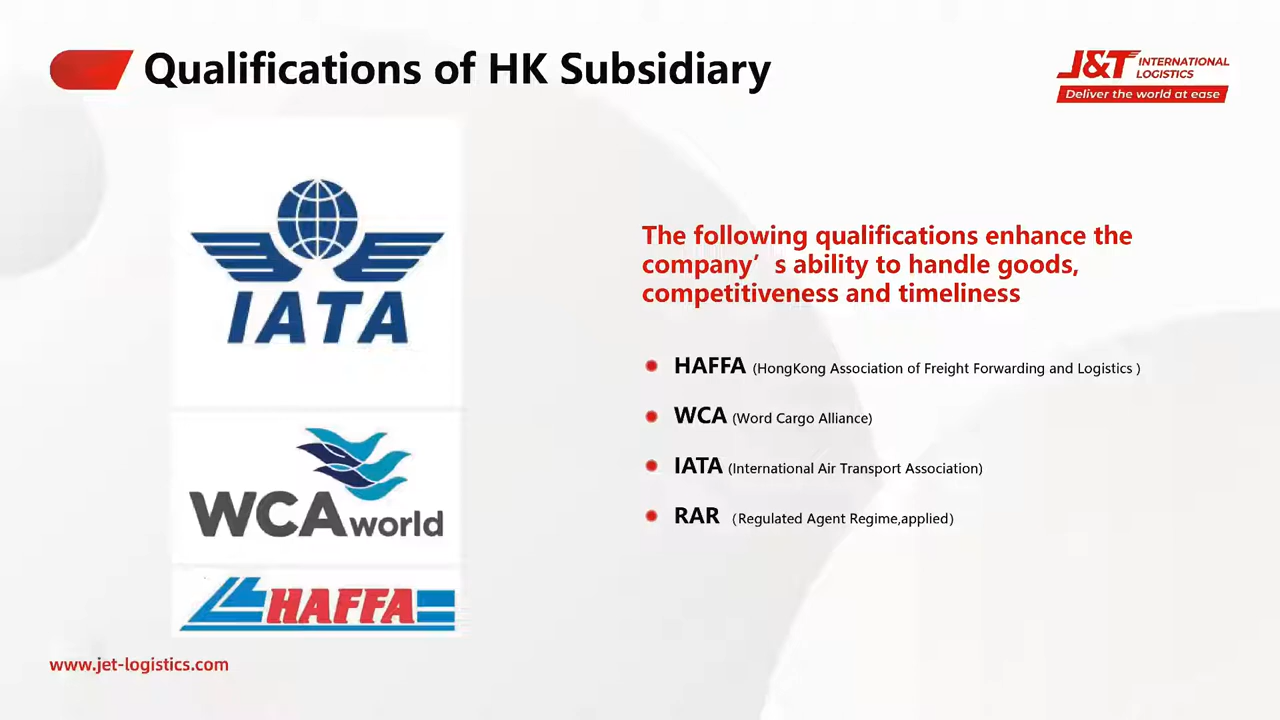 Qualifications of HK Subsidiary
J&T INTERNATIONAL
LOGISTICS
Deliver the world at ease
IATA
WCA world
HAFFA
The following qualifications enhance the
company’s ability to handle goods,
competitiveness and timeliness
HAFFA (HongKong Association of Freight Forwarding and Logistics )
WCA (Word Cargo Alliance)
IATA (International Air Transport Association)
RAR （Regulated Agent Regime,applied）
www.jet-logistics.com